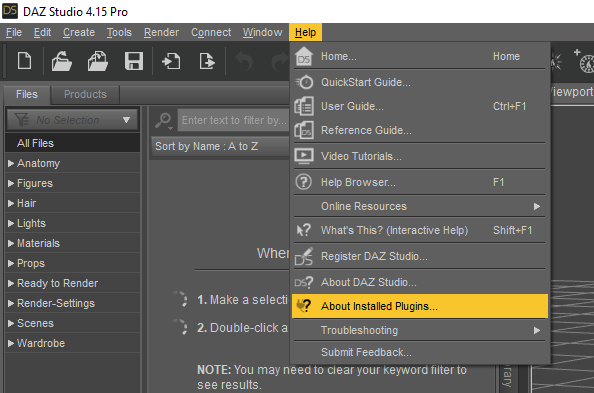 DS DAZ Studio 4.15 Pro
File Edit Create Tools Render Connect Window Help
Files Products
No Selection
All Files
Anatomy
Figures
Hair
Lights
Materials
Props
Ready to Render
Render-Settings
Scenes
Wardrobe
Enter text to filter by...
Sort by Name : A to Z
Whe
1. Make a selecti
2. Double-click a
NOTE: You may need to clear your keyword filter to
see results.
DS Home... Home
QuickStart Guide...
User Guide... Ctrl+F1
DS Reference Guide...
Video Tutorials...
? Help Browser... F1
Online Resources
? What's This? (Interactive Help) Shift+F1
DS Register DAZ Studio...
DS? About DAZ Studio...
? About Installed Plugins...
Troubleshooting
Submit Feedback...
Viewport
rary